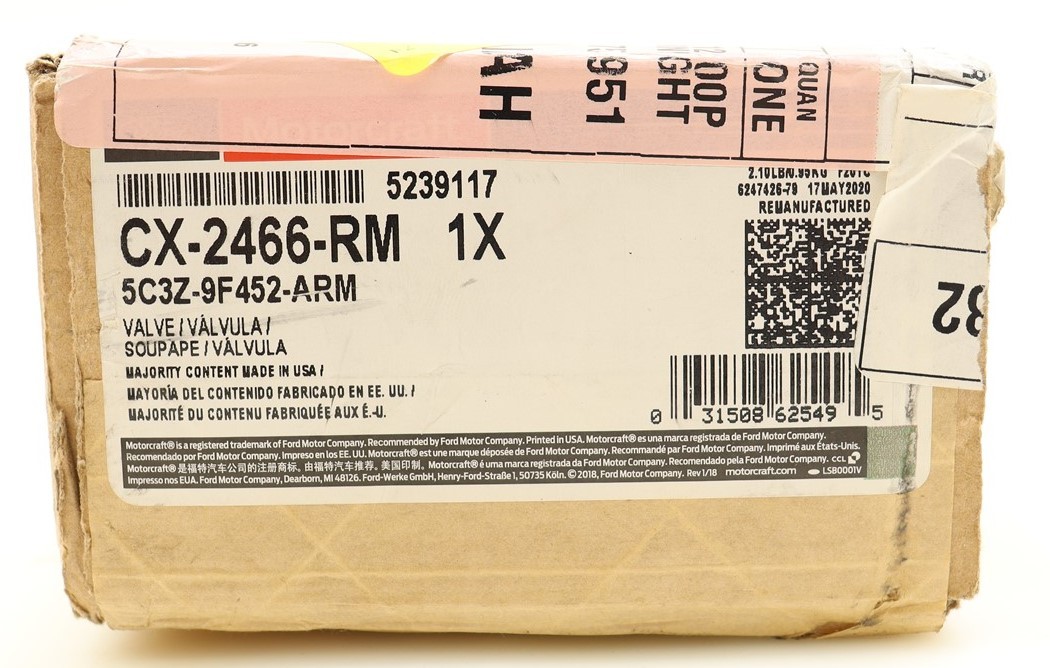 Motorcraft
AH
951
00P
GHT
ONE
QUAN
5239117
CX-2466-RM 1X
5C3Z-9F452-ARM
VALVE / VÁLVULA /
SOUPAPE / VÁLVULA
MAJORITY CONTENT MADE IN USA /
MAYORÍA DEL CONTENIDO FABRICADO EN EE. UU. /
MAJORITÉ DU CONTENU FABRIQUÉE AUX É.-U.
2.10LB/0.95KG
6247426-79 17MAY2020
REMANUFACTURED
32
0 31508 62549 5
Motorcraft® is a registered trademark of Ford Motor Company. Recommended by Ford Motor Company. Printed in USA. Motorcraft® es una marca registrada de Ford Motor Company.
Recomendado por Ford Motor Company. Impreso en los EE. UU. Motorcraft® est une marque déposée de Ford Motor Company. Recommandé par Ford Motor Company. Imprimé aux États-Unis.
Motorcraft® 是福特汽车公司的注册商标。由福特汽车推荐。美国印制。Motorcraft® é uma marca registrada da Ford Motor Company. Recomendado pela Ford Motor Company. CCL
Impresso nos EUA. Ford Motor Company, Dearborn, MI 48126. Ford-Werke GmbH, Henry-Ford-Straße 1, 50735 Köln. © 2018, Ford Motor Company. Rev 1/18 motorcraft.com LSB0001V